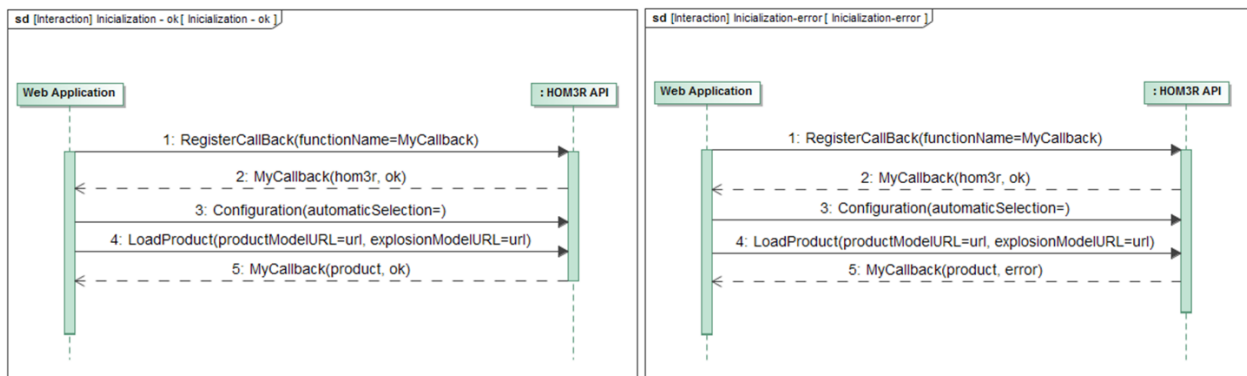 sd [Interaction] Inicialization - ok [ Inicialization - ok ]
Web Application
: HOM3R API
1: RegisterCallBack(functionName=MyCallback)
2: MyCallback(hom3r, ok)
3: Configuration(automaticSelection=)
4: LoadProduct(productModelURL=url, explosionModelURL=url)
5: MyCallback(product, ok)
sd [Interaction] Inicialization-error [ Inicialization-error ]
Web Application
: HOM3R API
1: RegisterCallBack(functionName=MyCallback)
2: MyCallback(hom3r, ok)
3: Configuration(automaticSelection=)
4: LoadProduct(productModelURL=url, explosionModelURL=url)
5: MyCallback(product, error)